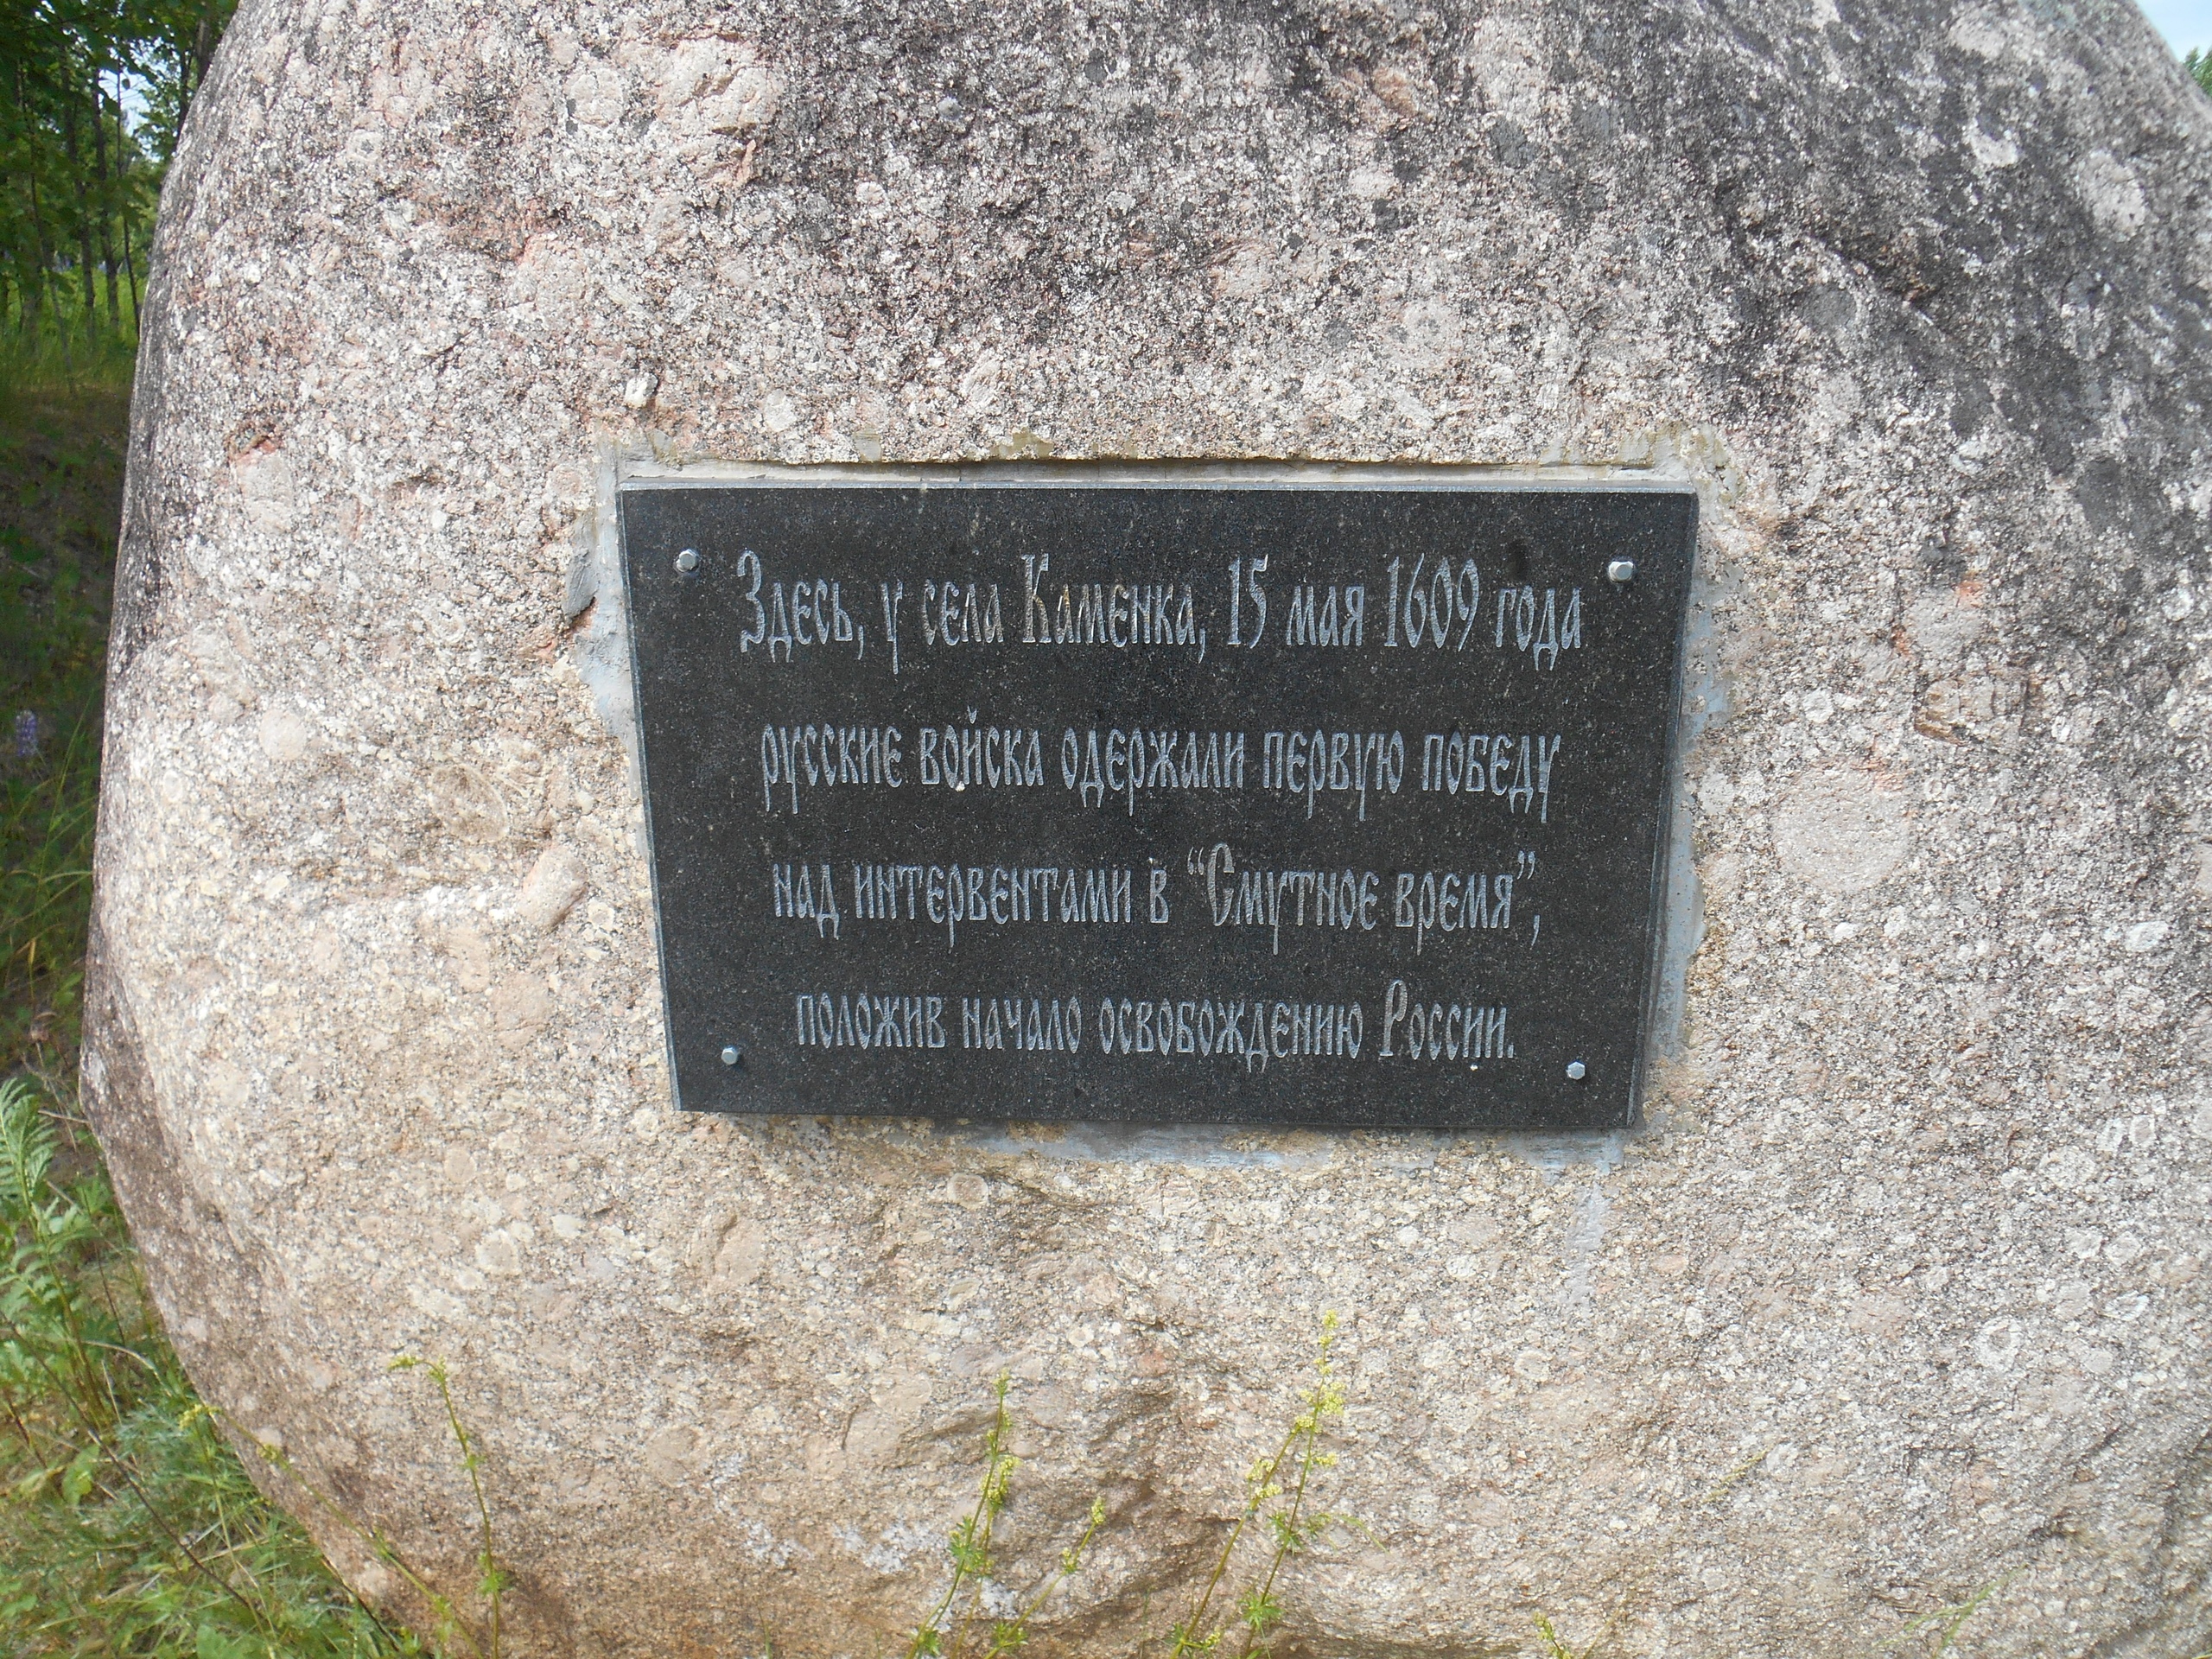 Здесь, у села Каменка, 15 мая 1609 года
русские войска одержали первую победу
над интервентами в “Смутное время”,
положив начало освобождению России.